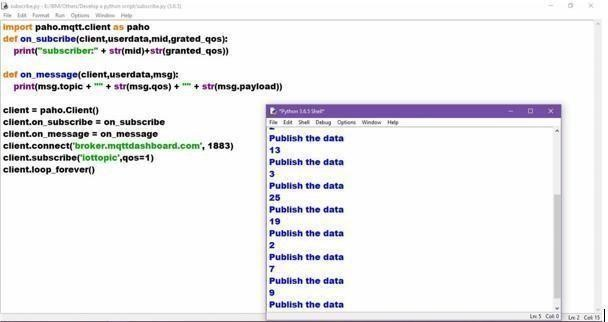 subcribe.py - E:/IBM/Others/Develop a python script/subscribe.py (3.6.5)
File Edit Format Run Options Window Help
import paho.mqtt.client as paho
def on_subcribe(client,userdata,mid,grated_qos):
print("subscriber:" + str(mid)+str(granted_qos))
def on_message(client,userdata,msg):
print(msg.topic + "" + str(msg.qos) + "" + str(msg.payload))
client = paho.Client()
client.on_subscribe = on_subscribe
client.on_message = on_message
client.connect('broker.mqttdashboard.com', 1883)
client.subscribe('iottopic',qos=1)
client.loop_forever()
*Python 3.6.5 Shell*
File Edit Shell Debug Options Window Help
Publish the data
13
Publish the data
3
Publish the data
25
Publish the data
19
Publish the data
2
Publish the data
7
Publish the data
9
Publish the data
Ln: 5 Col: 0
Ln: 2 Col: 15